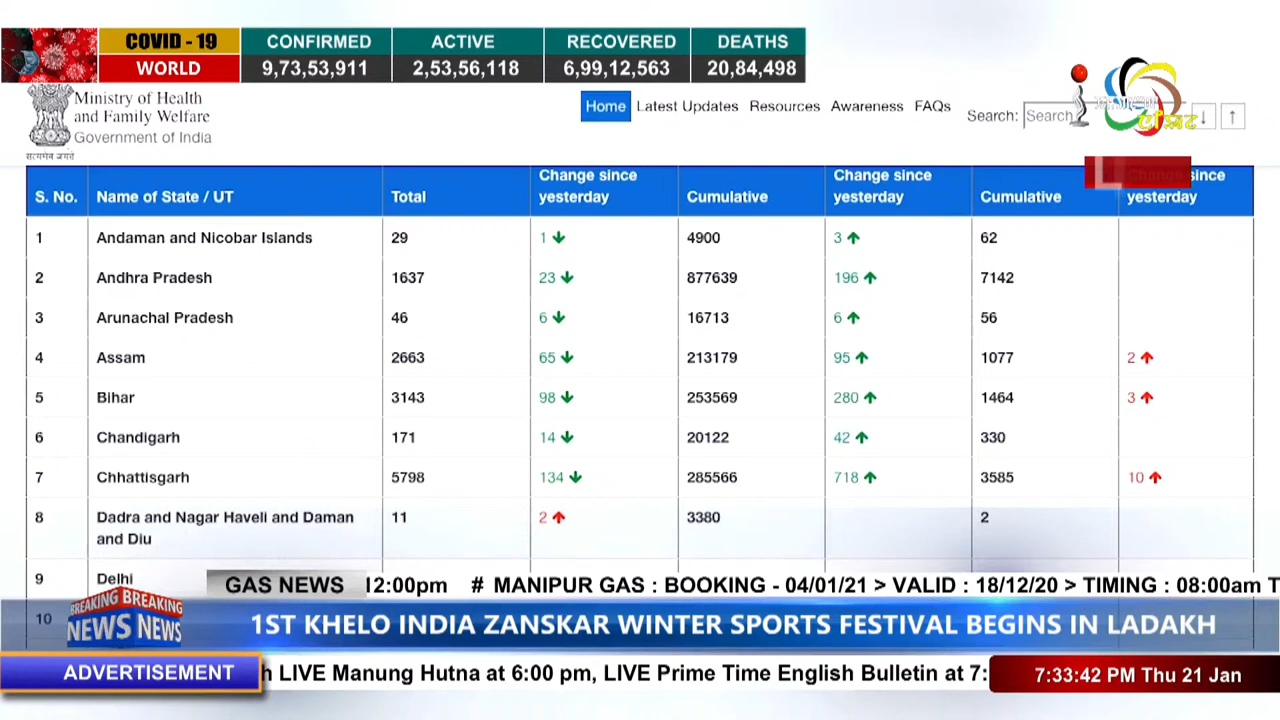 COVID - 19 CONFIRMED ACTIVE RECOVERED DEATHS
WORLD 9,73,53,911 2,53,56,118 6,99,12,563 20,84,498
Ministry of Health
and Family Welfare
Government of India
सत्यमेव जयते
Home Latest Updates Resources Awareness FAQs Search: Search ↓ ↑
S. No. Name of State / UT Total Change since yesterday Cumulative Change since yesterday Cumulative since yesterday
1 Andaman and Nicobar Islands 29 1 ↓ 4900 3 ↑ 62
2 Andhra Pradesh 1637 23 ↓ 877639 196 ↑ 7142
3 Arunachal Pradesh 46 6 ↓ 16713 6 ↑ 56
4 Assam 2663 65 ↓ 213179 95 ↑ 1077 2 ↑
5 Bihar 3143 98 ↓ 253569 280 ↑ 1464 3 ↑
6 Chandigarh 171 14 ↓ 20122 42 ↑ 330
7 Chhattisgarh 5798 134 ↓ 285566 718 ↑ 3585 10 ↑
8 Dadra and Nagar Haveli and Daman 11 2 ↑ 3380 2
and Diu
9 Delhi
GAS NEWS 12:00pm # MANIPUR GAS : BOOKING - 04/01/21 > VALID : 18/12/20 > TIMING : 08:00am T
10
BREAKING BREAKING
NEWS NEWS
1ST KHELO INDIA ZANSKAR WINTER SPORTS FESTIVAL BEGINS IN LADAKH
ADVERTISEMENT LIVE Manung Hutna at 6:00 pm, LIVE Prime Time English Bulletin at 7: 7:33:42 PM Thu 21 Jan